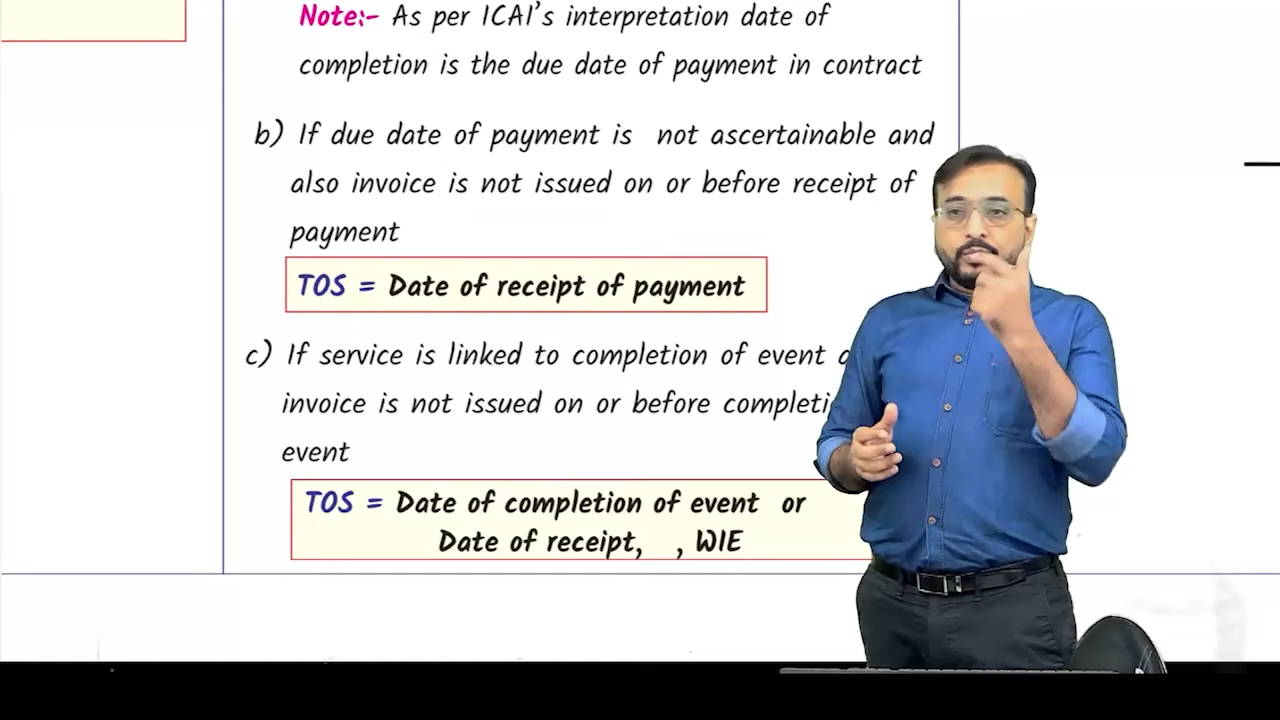 Note:- As per ICAI's interpretation date of
completion is the due date of payment in contract
b) If due date of payment is not ascertainable and
also invoice is not issued on or before receipt of
payment
TOS = Date of receipt of payment
c) If service is linked to completion of event
invoice is not issued on or before
event
TOS = Date of completion of event or
Date of receipt, , WIE